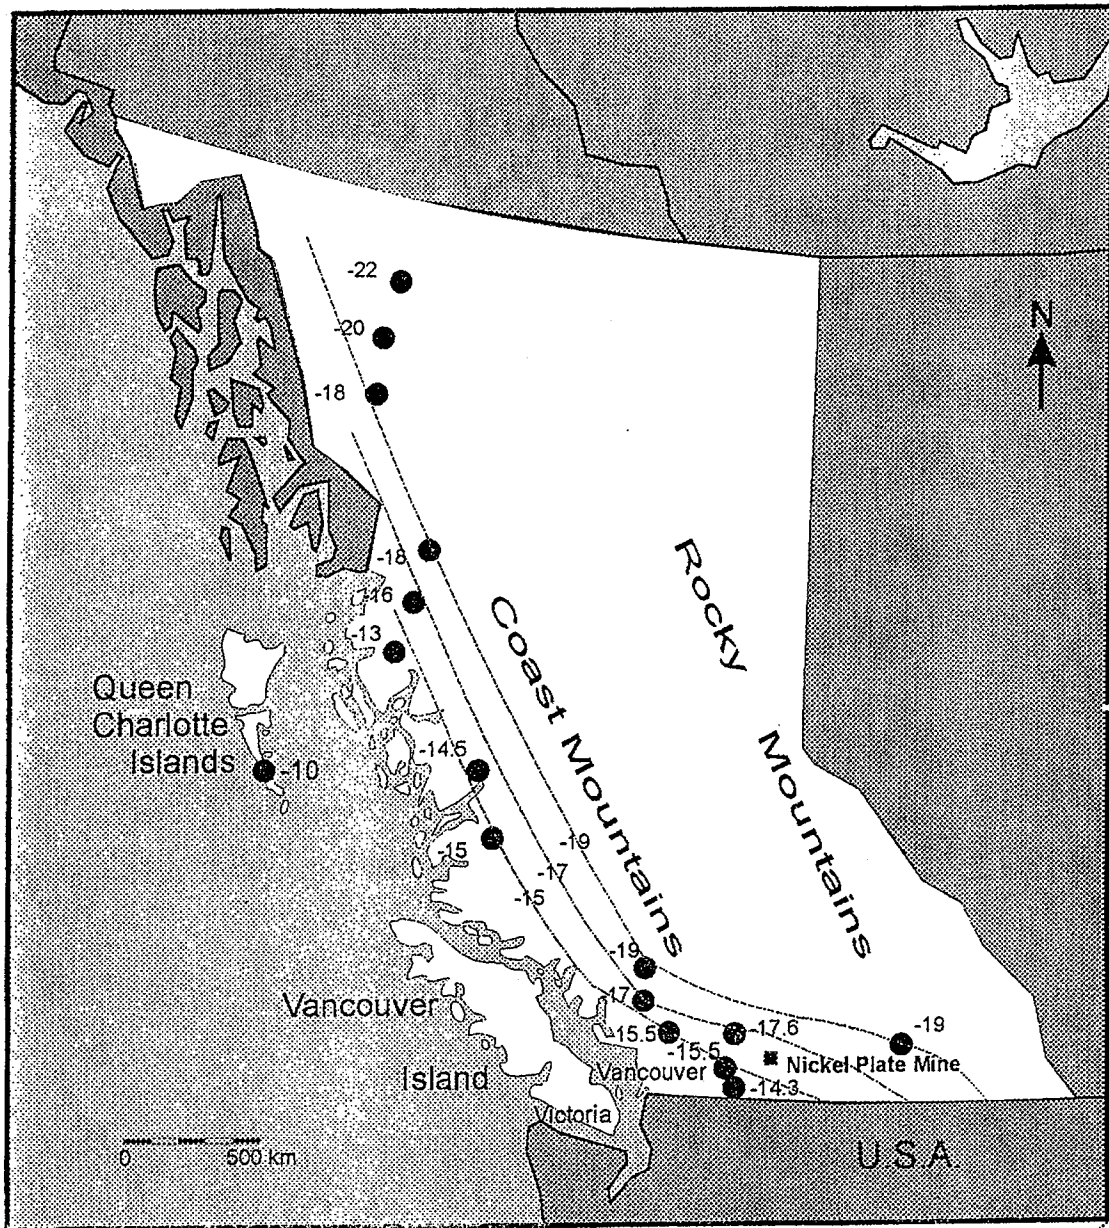 -22
N
-20
-18
-18
-16
-13
Rocky
Mountains
Coast Mountains
Queen
Charlotte
Islands
-10
-14.5
-15
-19
-17
-15
-19
-17
Vancouver
Island
-15.5
-17.6
-19
-15.5
Vancouver
Nickel Plate Mine
-14.3
Victoria
U.S.A.
0 500 km